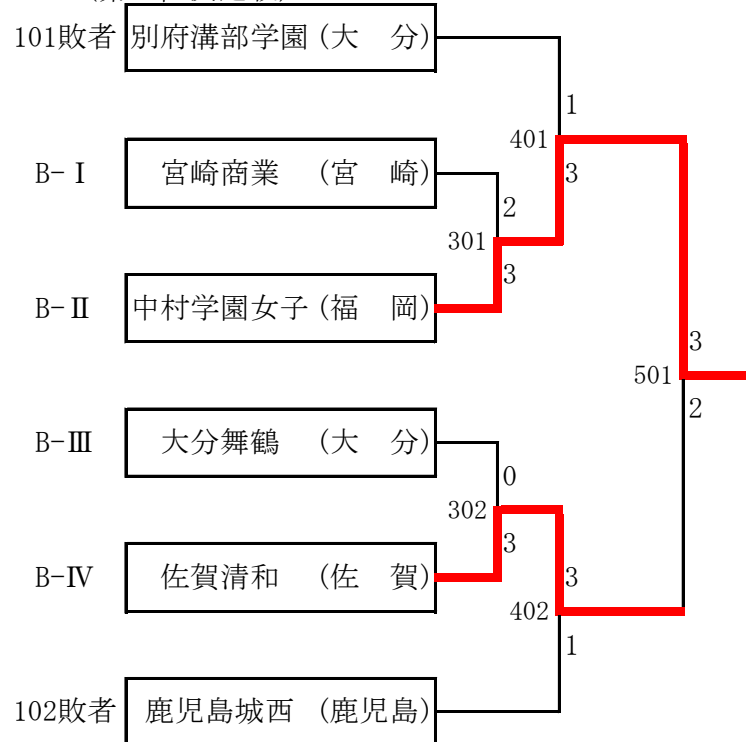 101敗者 別府溝部学園 (大　分)
1
401
3
B-Ⅰ 宮崎商業 (宮　崎)
2
301
3
B-Ⅱ 中村学園女子 (福　岡)
3
501
2
B-Ⅲ 大分舞鶴 (大　分)
0
302
3
B-Ⅳ 佐賀清和 (佐　賀)
3
402
1
102敗者 鹿児島城西 (鹿児島)